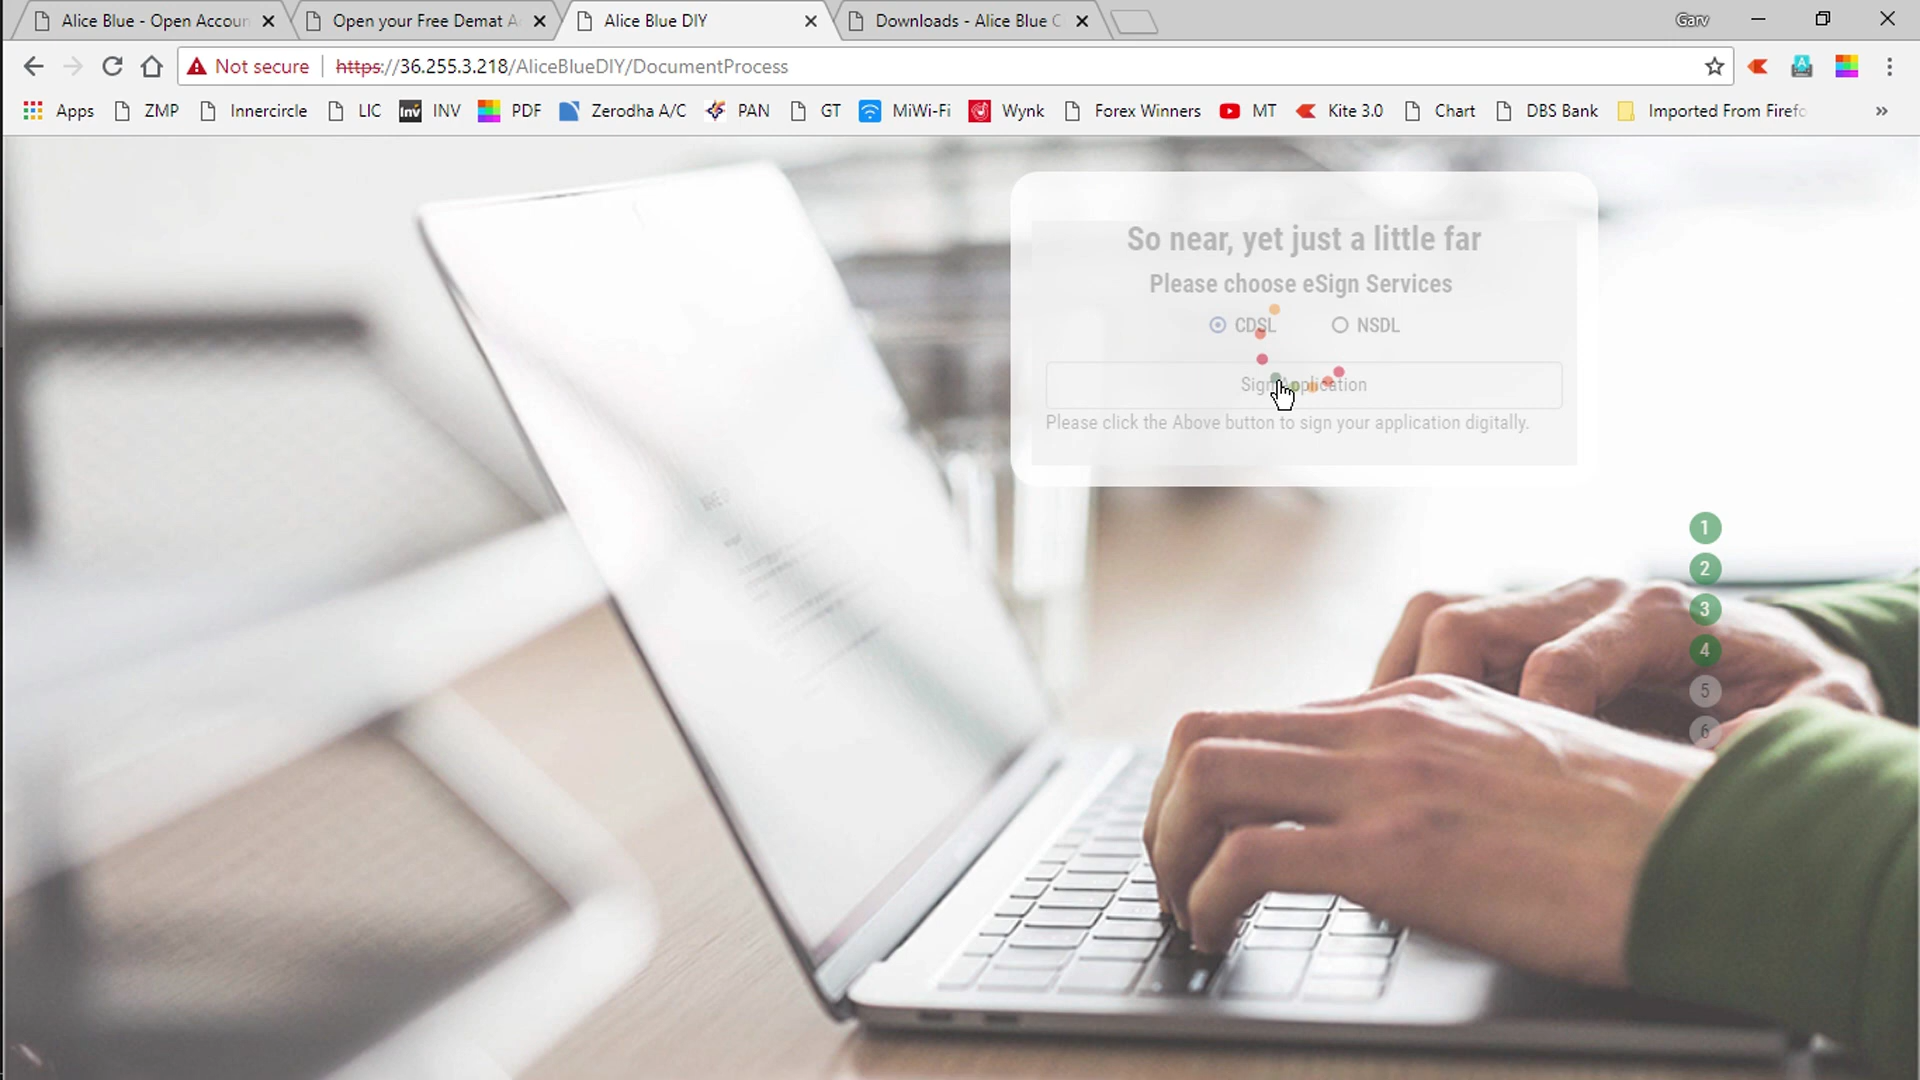 Alice Blue - Open Accoun
Open your Free Demat A
Alice Blue DIY
Downloads - Alice Blue C
Garv
Not secure
https://36.255.3.218/AliceBlueDIY/DocumentProcess
Apps
ZMP
Innercircle
LIC
inv
INV
PDF
Zerodha A/C
PAN
GT
MiWi-Fi
Wynk
Forex Winners
MT
Kite 3.0
Chart
DBS Bank
Imported From Firefo
»
So near, yet just a little far
Please choose eSign Services
CDSL
NSDL
Sign Application
Please click the Above button to sign your application digitally.
1
2
3
4
5
6